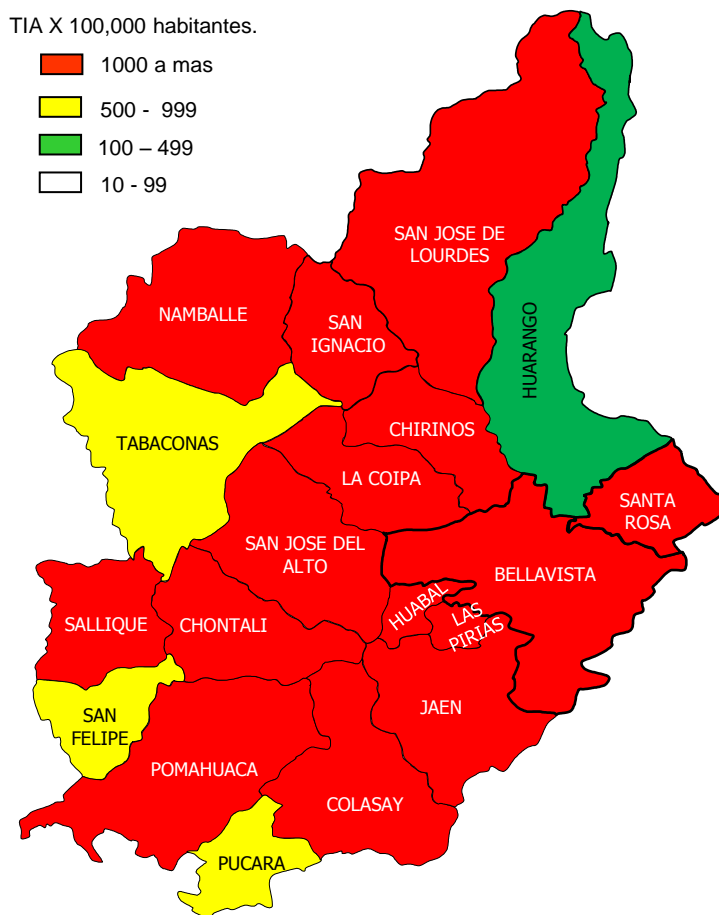 TIA X 100,000 habitantes.
1000 a mas
500 - 999
100 – 499
10 - 99
SAN JOSE DE
LOURDES
NAMBALLE
SAN
IGNACIO
HUARANGO
TABACONAS
CHIRINOS
LA COIPA
SANTA
ROSA
SAN JOSE DEL
ALTO
BELLAVISTA
HUABAL
LAS
PIRIAS
SALLIQUE
CHONTALI
SAN
FELIPE
JAEN
POMAHUACA
COLASAY
PUCARA